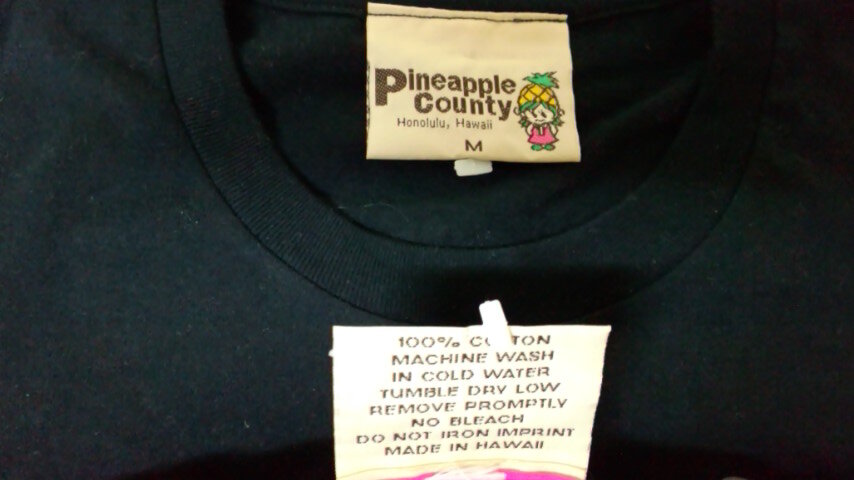 Pineapple
County
Honolulu, Hawaii
M
100% COTTON
MACHINE WASH
IN COLD WATER
TUMBLE DRY LOW
REMOVE PROMPTLY
NO BLEACH
DO NOT IRON IMPRINT
MADE IN HAWAII